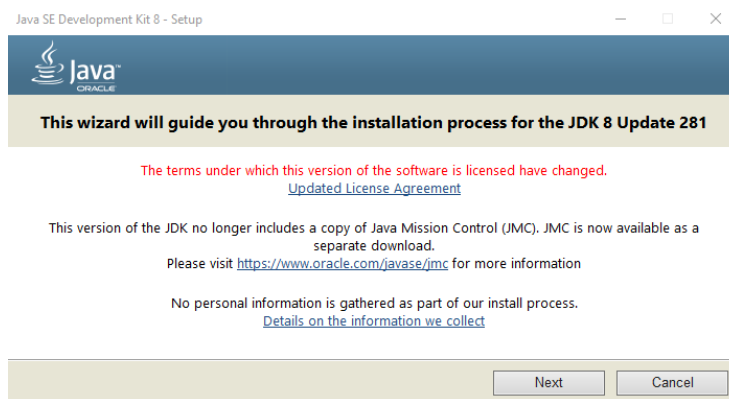 Java SE Development Kit 8 - Setup
Java™
ORACLE
This wizard will guide you through the installation process for the JDK 8 Update 281
The terms under which this version of the software is licensed have changed.
Updated License Agreement
This version of the JDK no longer includes a copy of Java Mission Control (JMC). JMC is now available as a
separate download.
Please visit https://www.oracle.com/javase/jmc for more information
No personal information is gathered as part of our install process.
Details on the information we collect
Next
Cancel